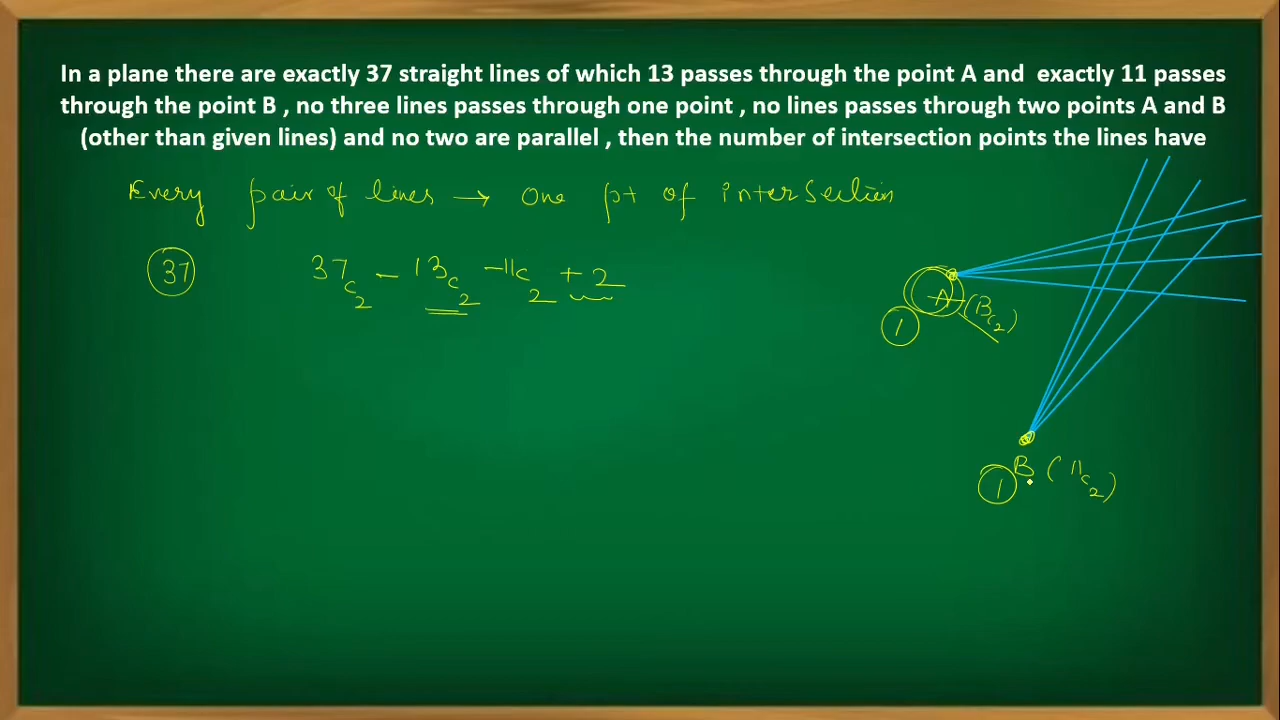 In a plane there are exactly 37 straight lines of which 13 passes through the point A and exactly 11 passes
through the point B , no three lines passes through one point , no lines passes through two points A and B
(other than given lines) and no two are parallel , then the number of intersection points the lines have
Every pair of lines → one pt of intersection
37
37c2 – 13c2 – 11c2 + 2
A (13c2)
1
B (11c2)
1